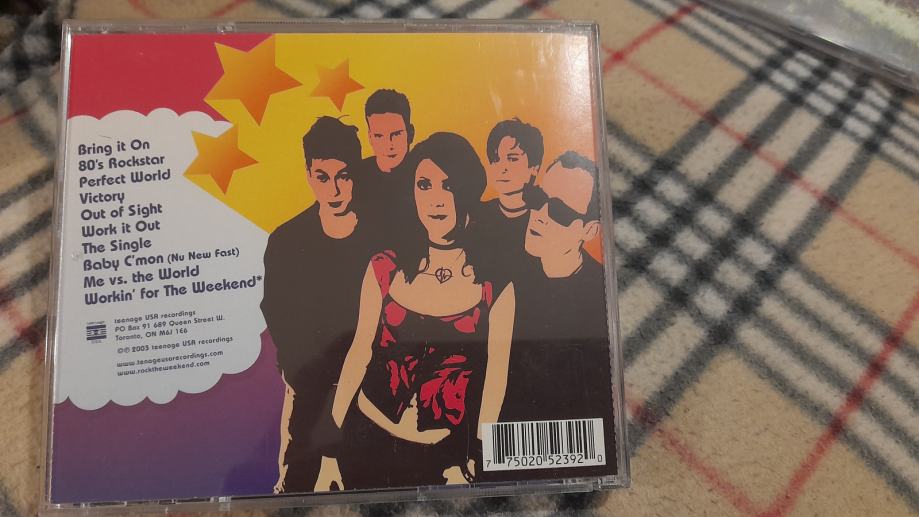 Bring it On
80's Rockstar
Perfect World
Victory
Out of Sight
Work it Out
The Single
Baby C'mon (Nu New Fast)
Me vs. the World
Workin' for The Weekend*
teenage USA recordings
PO Box 91 689 Queen Street W.
Toronto, ON M6J 1E6
©℗ 2003 teenage USA recordings
www.teenageusarecordings.com
www.rocktheweekend.com
7 75020 52392 0